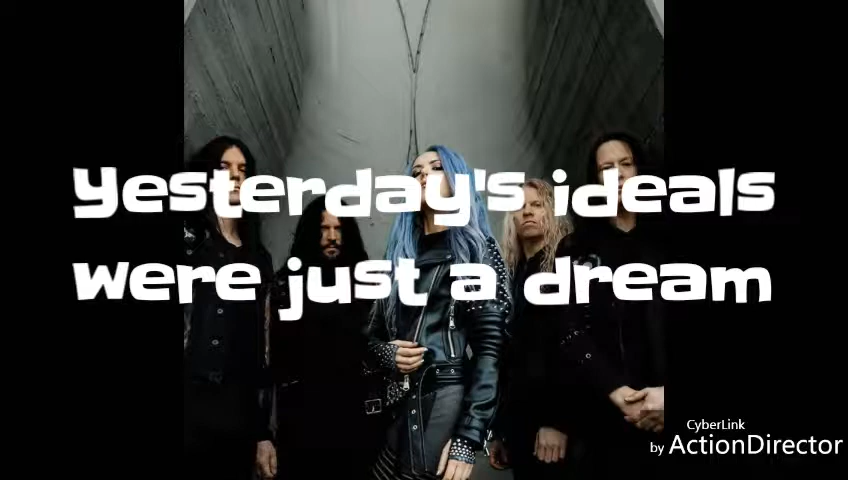 Yesterday's ideals
were just a dream
CyberLink
by ActionDirector